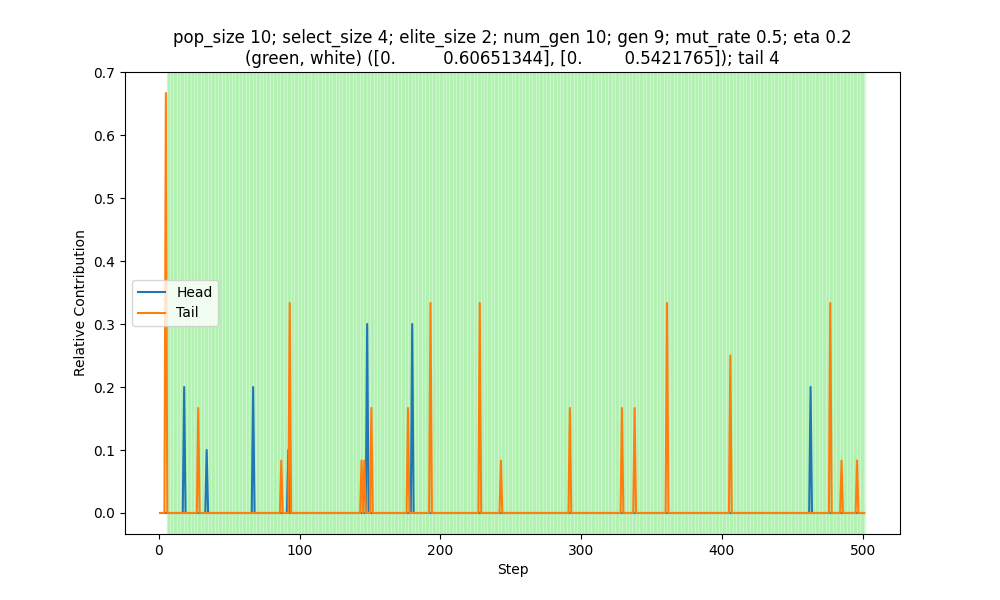 pop_size 10; select_size 4; elite_size 2; num_gen 10; gen 9; mut_rate 0.5; eta 0.2
(green, white) ([0. 0.60651344], [0. 0.5421765]); tail 4
0.7
0.6
0.5
0.4
0.3
0.2
0.1
0.0
Relative Contribution
Head
Tail
0 100 200 300 400 500
Step